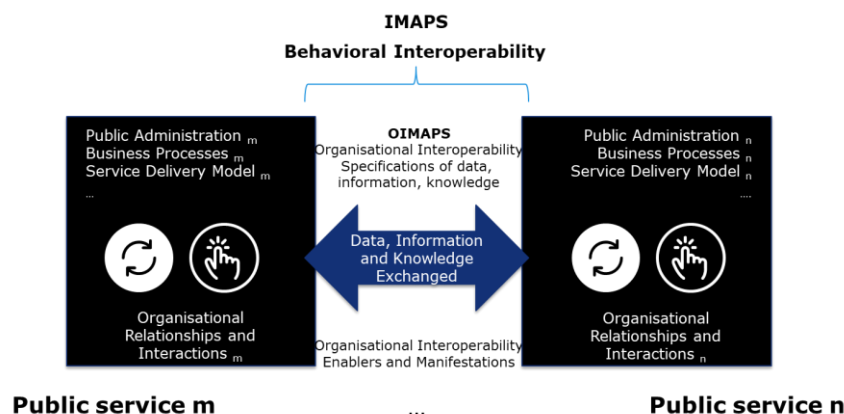 IMAPS
Behavioral Interoperability
Public Administration m
Business Processes m
Service Delivery Model m
...
OIMAPS
Organisational Interoperability
Specifications of data,
information, knowledge
Public Administration n
Business Processes n
Service Delivery Model n
....
Data, Information
and Knowledge
Exchanged
Organisational
Relationships and
Interactions m
Organisational Interoperability
Enablers and Manifestations
Organisational
Relationships and
Interactions n
Public service m
...
Public service n